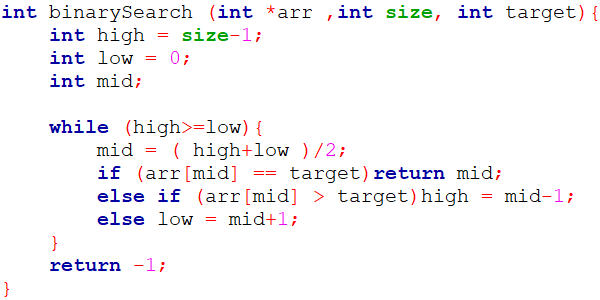 int binarySearch (int *arr ,int size, int target){
    int high = size-1;
    int low = 0;
    int mid;

    while (high>=low){
        mid = ( high+low )/2;
        if (arr[mid] == target)return mid;
        else if (arr[mid] > target)high = mid-1;
        else low = mid+1;
    }
    return -1;
}